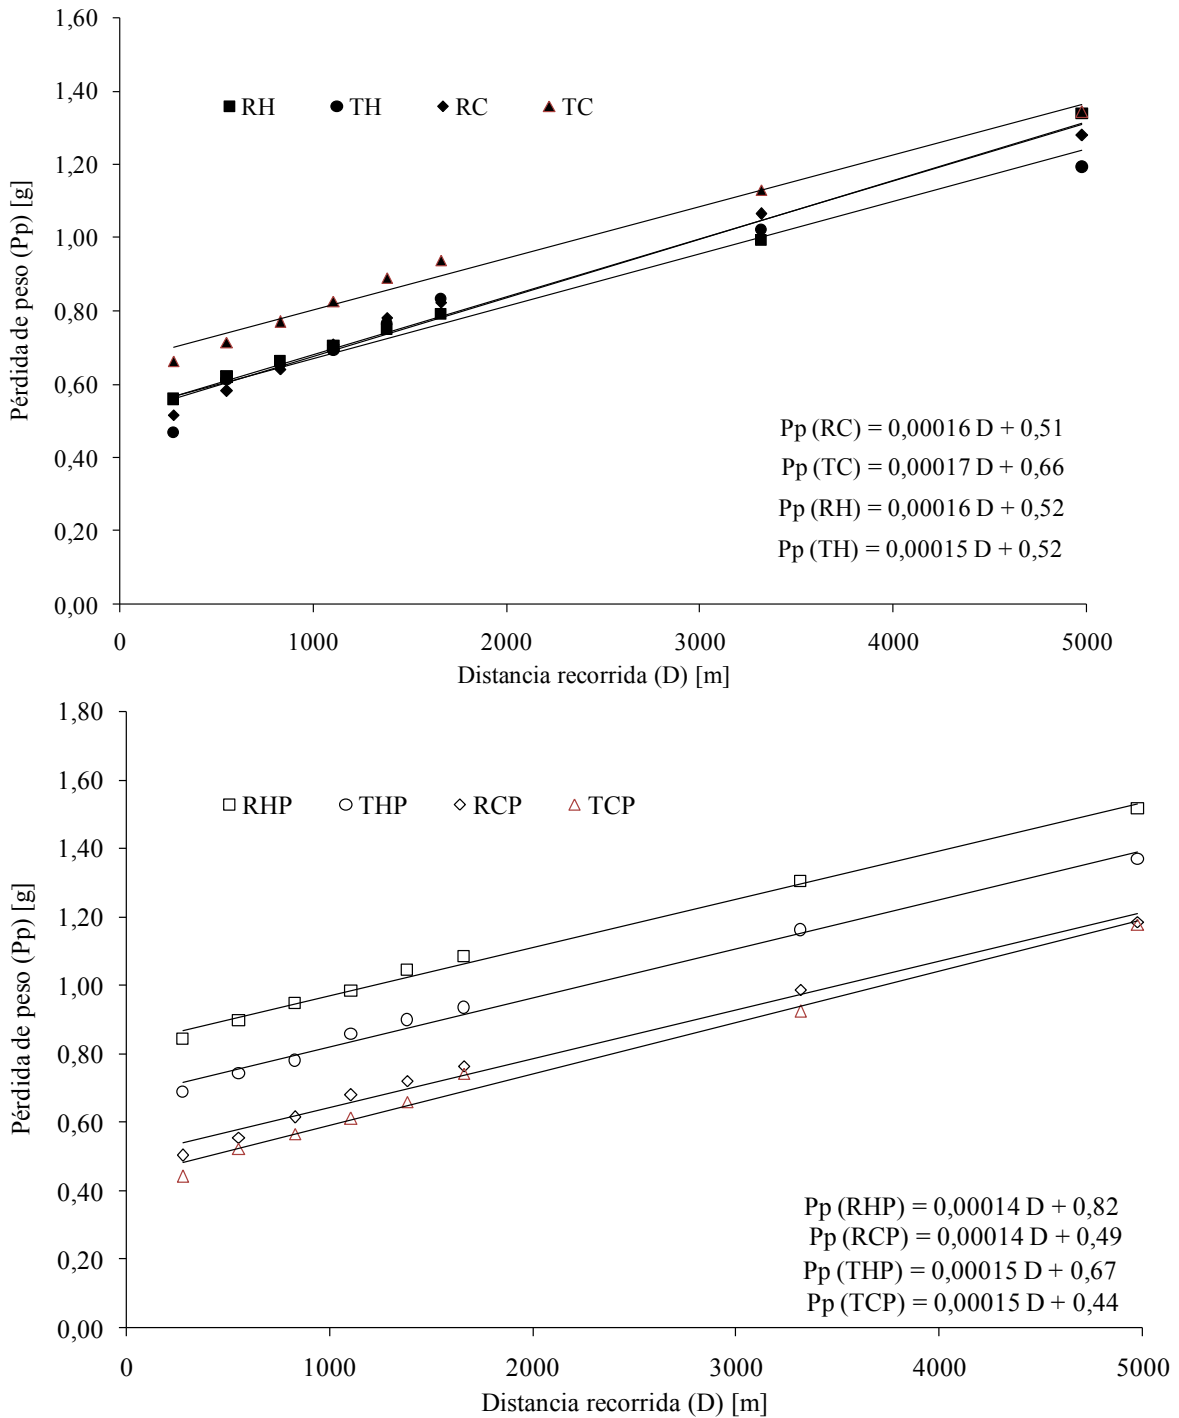 1,60
1,40
1,20
1,00
0,80
0,60
0,40
0,20
0,00
Pérdida de peso (Pp) [g]
RH TH RC TC
Pp (RC) = 0,00016 D + 0,51
Pp (TC) = 0,00017 D + 0,66
Pp (RH) = 0,00016 D + 0,52
Pp (TH) = 0,00015 D + 0,52
0 1000 2000 3000 4000 5000
Distancia recorrida (D) [m]
1,80
1,60
1,40
1,20
1,00
0,80
0,60
0,40
0,20
0,00
Pérdida de peso (Pp) [g]
RHP THP RCP TCP
Pp (RHP) = 0,00014 D + 0,82
Pp (RCP) = 0,00014 D + 0,49
Pp (THP) = 0,00015 D + 0,67
Pp (TCP) = 0,00015 D + 0,44
0 1000 2000 3000 4000 5000
Distancia recorrida (D) [m]